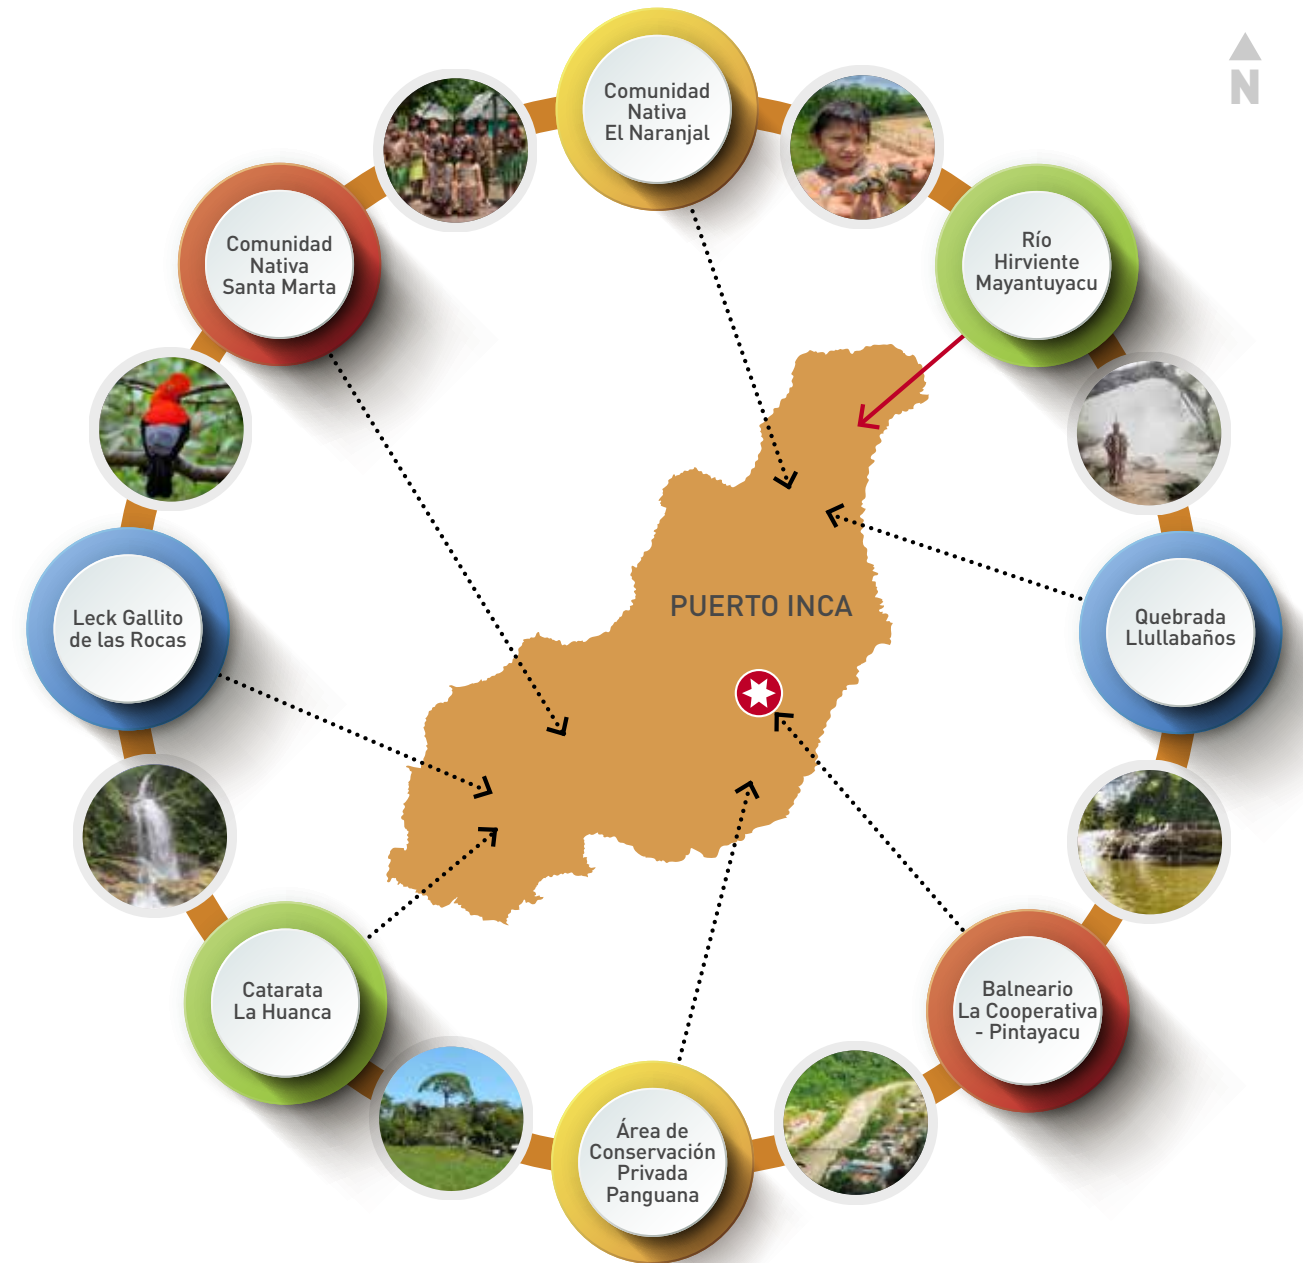 Comunidad
Nativa
El Naranjal
N
Río
Hirviente
Mayantuyacu
Comunidad
Nativa
Santa Marta
PUERTO INCA
Leck Gallito
de las Rocas
Quebrada
Llullabaños
Catarata
La Huanca
Balneario
La Cooperativa
- Pintayacu
Área de
Conservación
Privada
Panguana